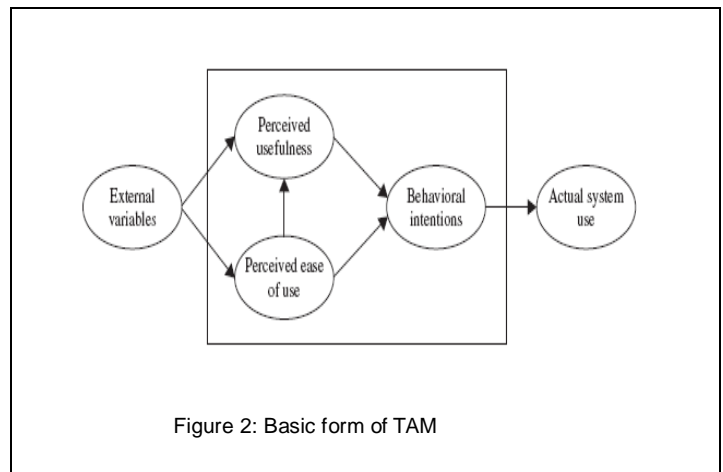 Perceived
usefulness
External
variables
Behavioral
intentions
Actual system
use
Perceived ease
of use
Figure 2: Basic form of TAM